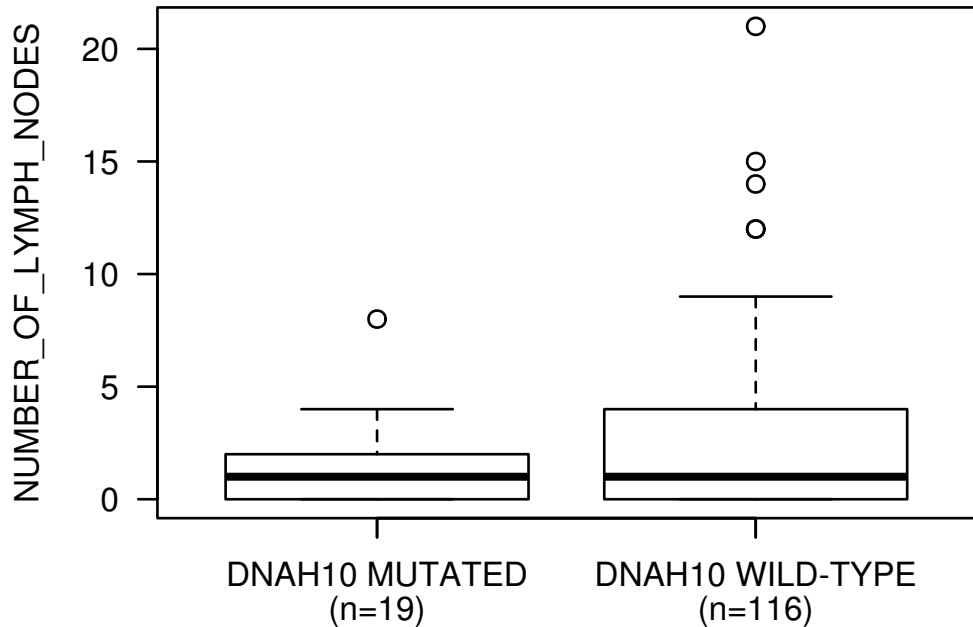 NUMBER_OF_LYMPH_NODES
20
15
10
5
0
DNAH10 MUTATED
(n=19)
DNAH10 WILD-TYPE
(n=116)